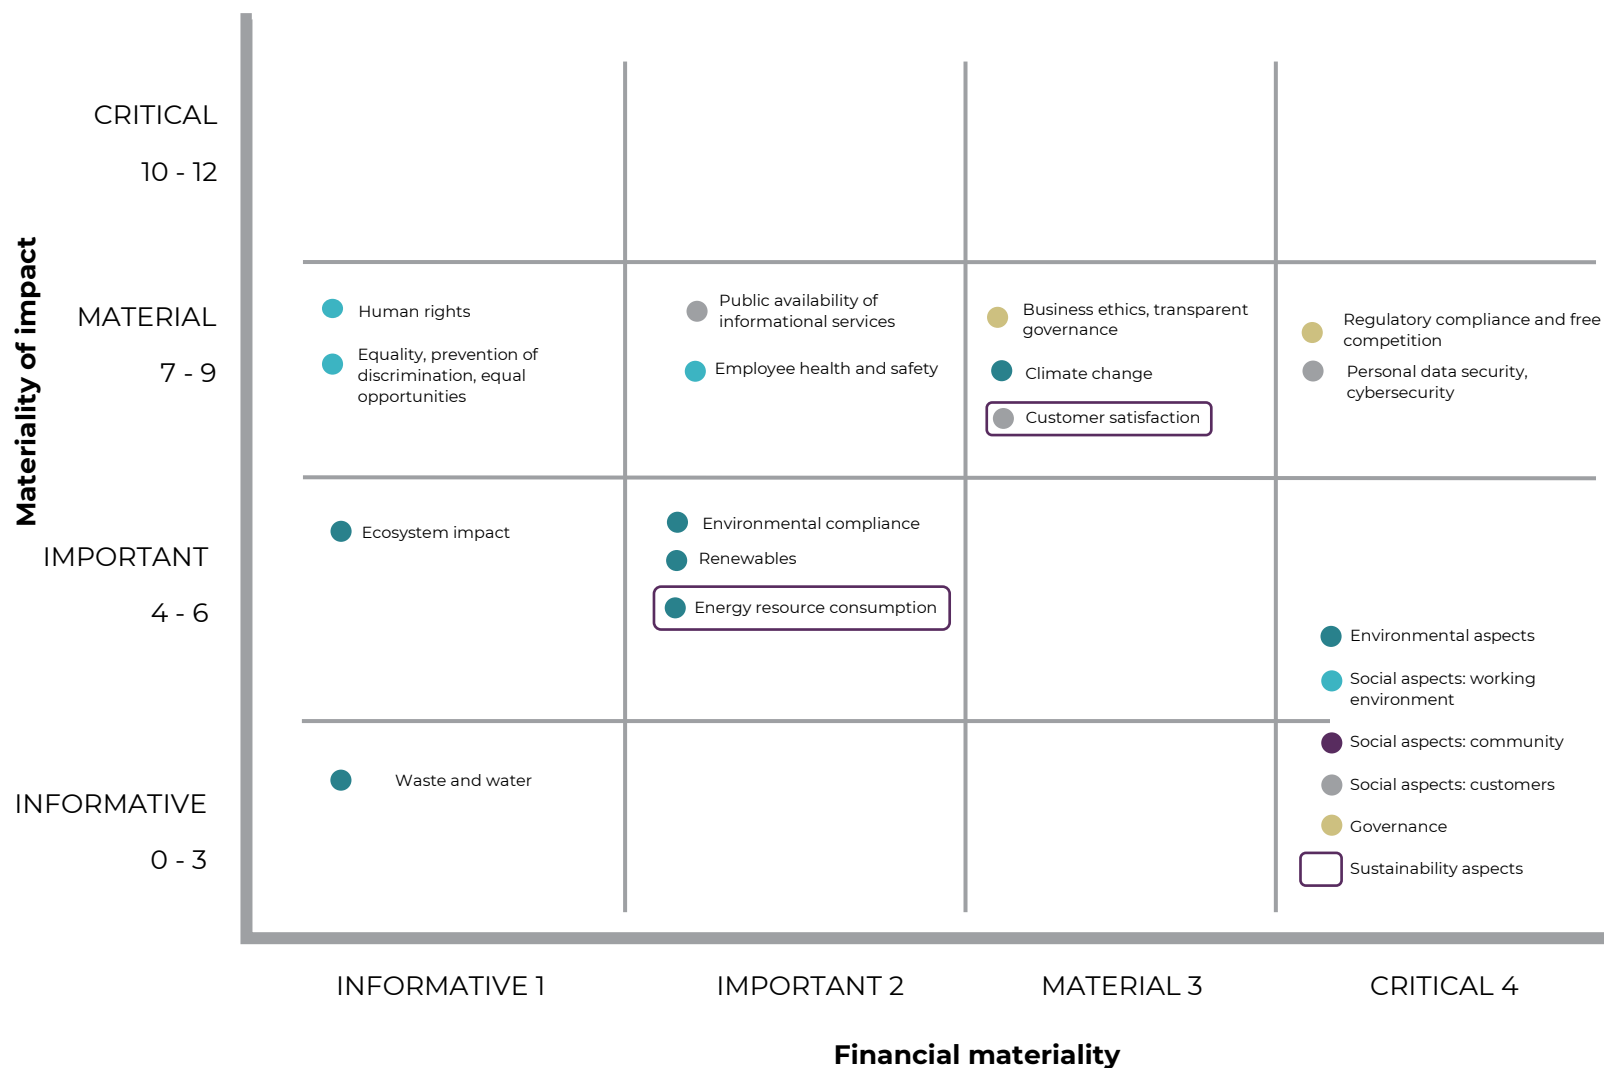 Materiality of impact
CRITICAL
10 - 12
MATERIAL
7 - 9
Human rights
Equality, prevention of
discrimination, equal
opportunities
Public availability of
informational services
Employee health and safety
Business ethics, transparent
governance
Climate change
Customer satisfaction
Regulatory compliance and free
competition
Personal data security,
cybersecurity
IMPORTANT
4 - 6
Ecosystem impact
Environmental compliance
Renewables
Energy resource consumption
INFORMATIVE
0 - 3
Waste and water
Environmental aspects
Social aspects: working
environment
Social aspects: community
Social aspects: customers
Governance
Sustainability aspects
INFORMATIVE 1
IMPORTANT 2
MATERIAL 3
CRITICAL 4
Financial materiality